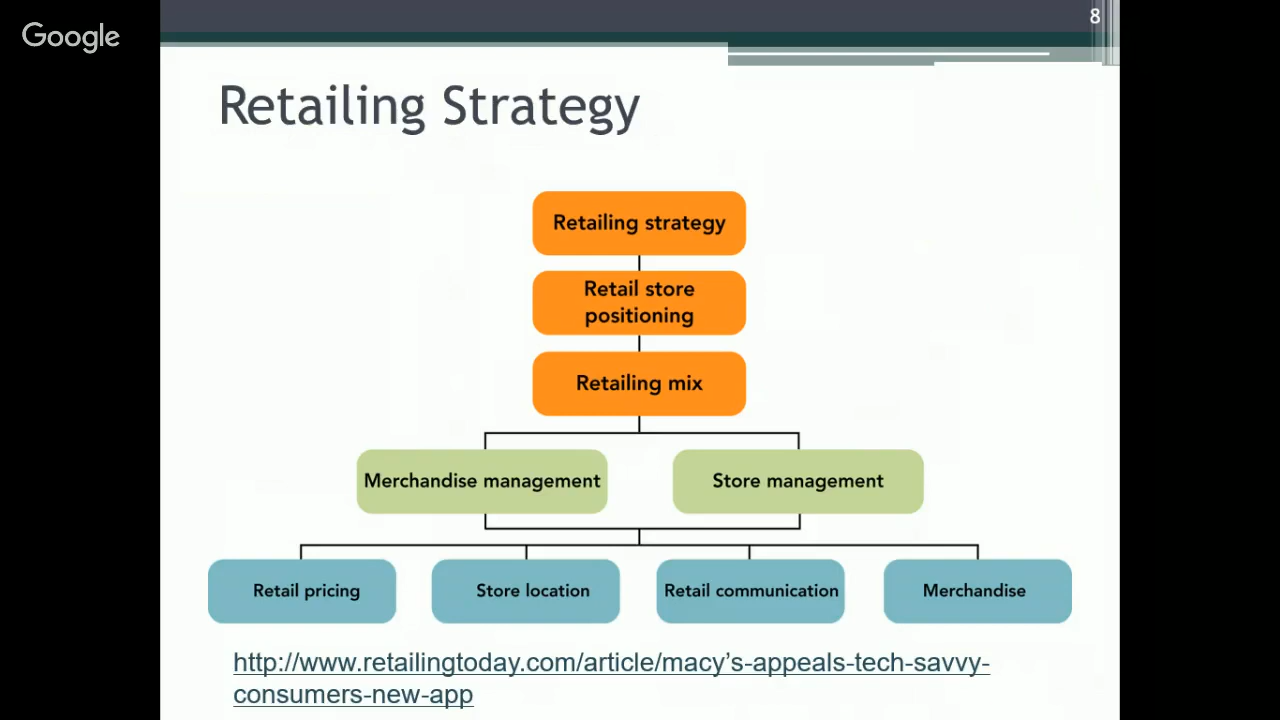 Google
8
Retailing Strategy
Retailing strategy
Retail store
positioning
Retailing mix
Merchandise management
Store management
Retail pricing
Store location
Retail communication
Merchandise
http://www.retailingtoday.com/article/macy’s-appeals-tech-savvy-
consumers-new-app